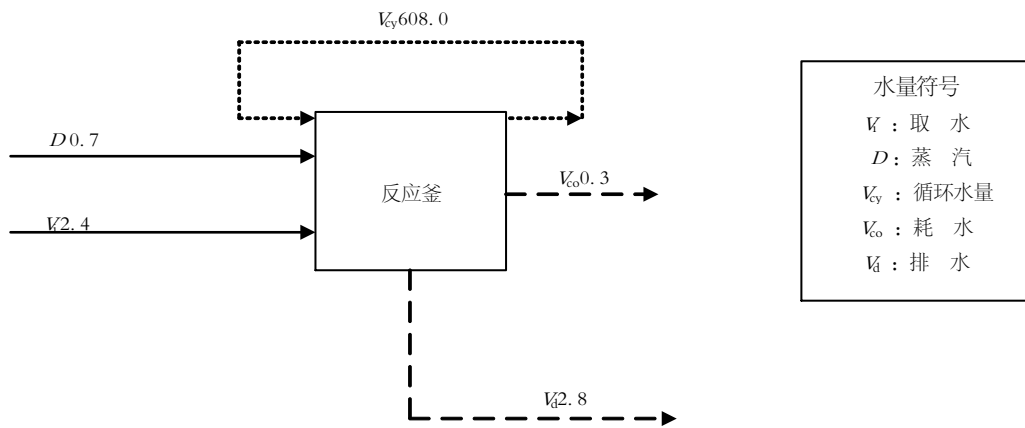 Vcy608.0
D0.7
反应釜
Vco0.3
Vi2.4
Vd2.8
水量符号
Vi：取 水
D：蒸 汽
Vcy：循环水量
Vco：耗 水
Vd：排 水